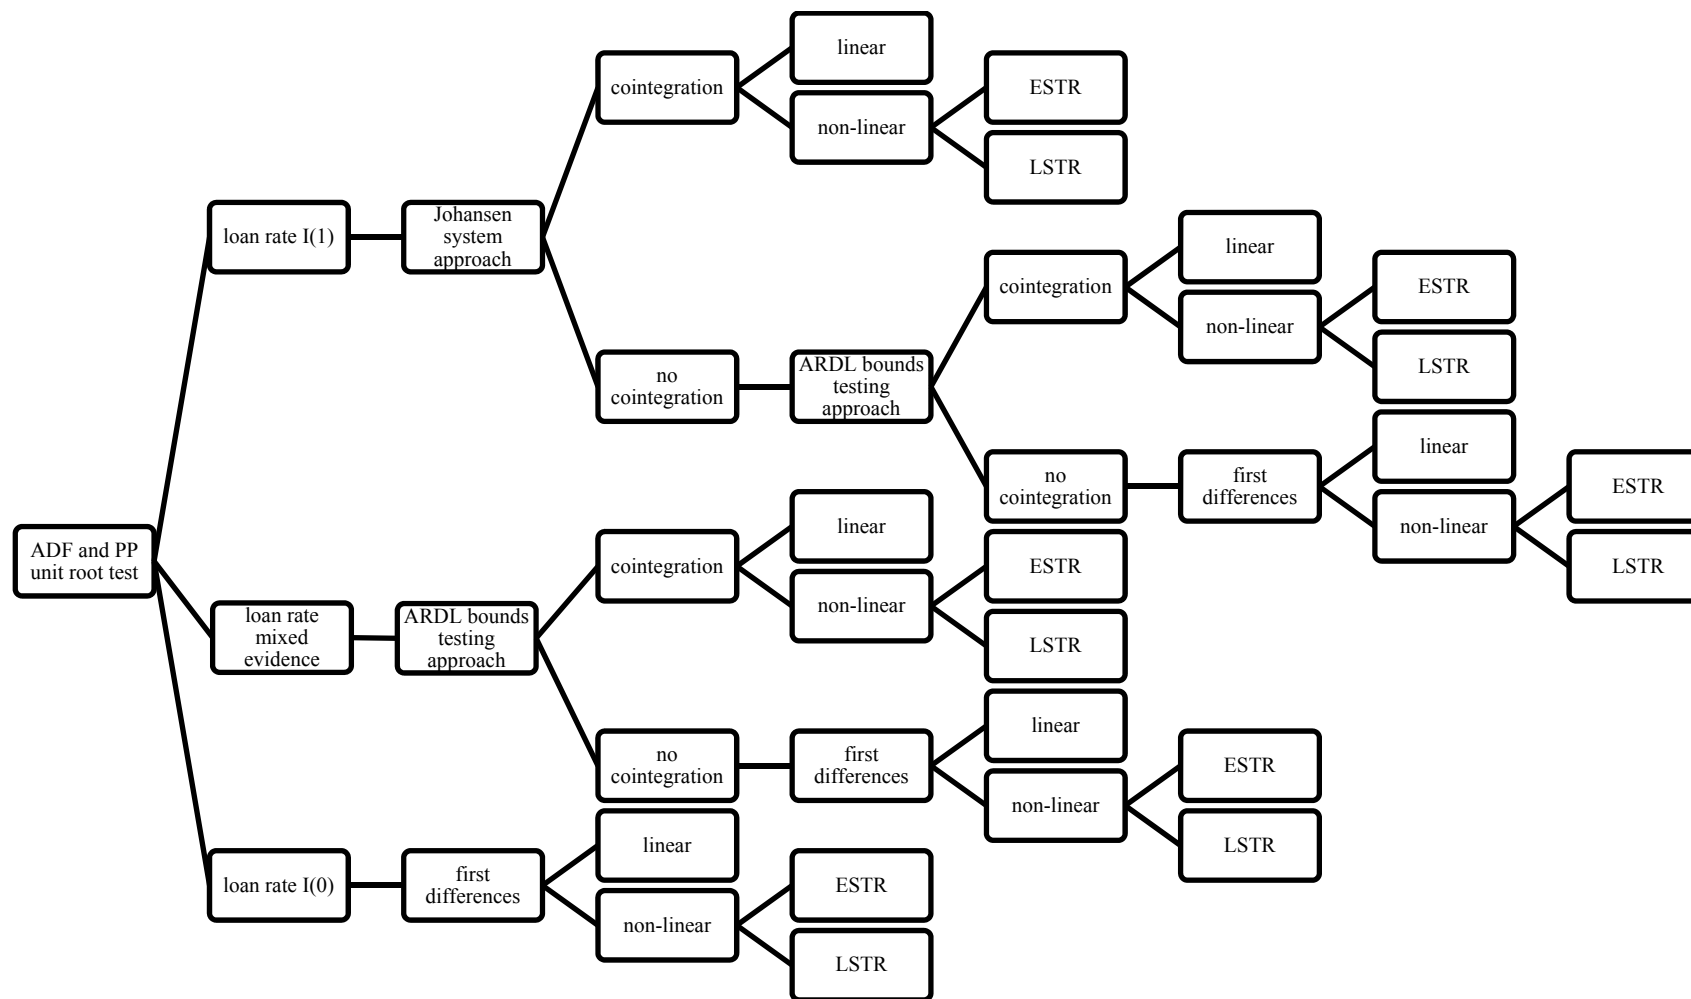 linear
cointegration
ESTR
non-linear
LSTR
loan rate I(1)
Johansen
system
approach
linear
cointegration
ESTR
non-linear
no
cointegration
ARDL bounds
testing
approach
LSTR
linear
no
cointegration
first
differences
ESTR
non-linear
LSTR
ADF and PP
unit root test
linear
cointegration
ESTR
non-linear
loan rate
mixed
evidence
ARDL bounds
testing
approach
LSTR
linear
no
cointegration
first
differences
ESTR
non-linear
LSTR
linear
loan rate I(0)
first
differences
ESTR
non-linear
LSTR